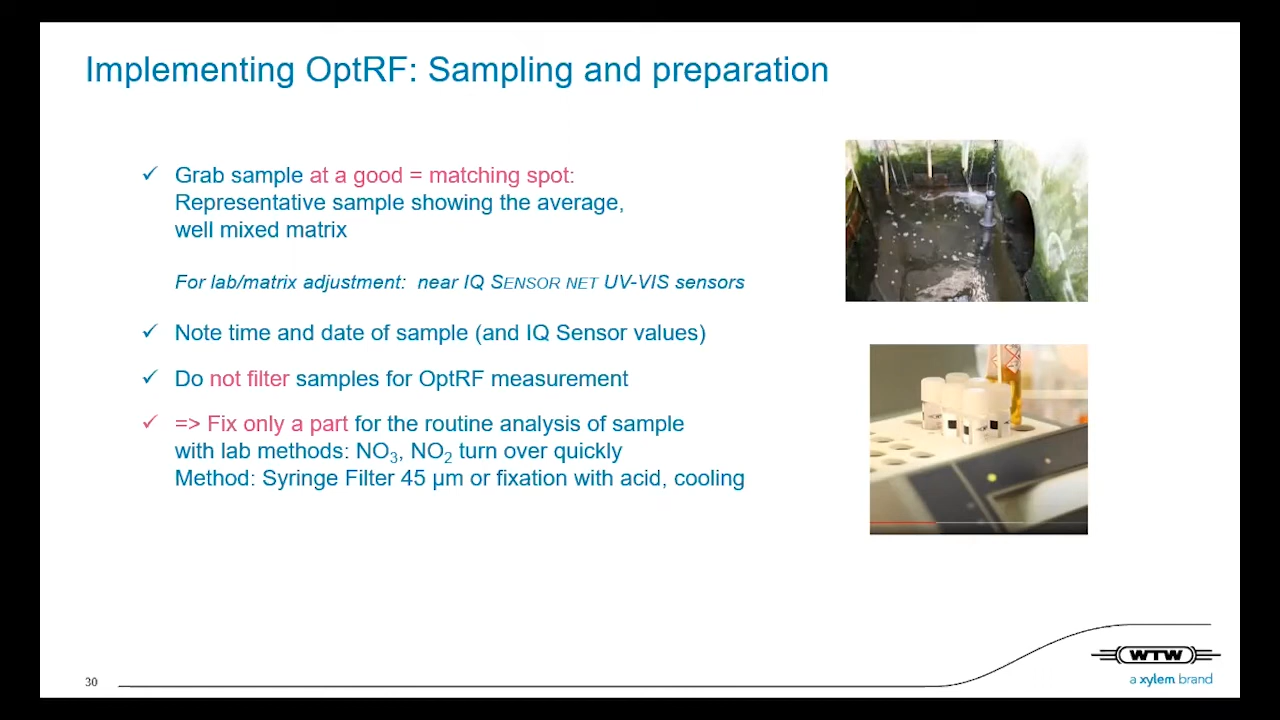 Implementing OptRF: Sampling and preparation
✓ Grab sample at a good = matching spot:
Representative sample showing the average,
well mixed matrix
For lab/matrix adjustment: near IQ SENSOR NET UV-VIS sensors
✓ Note time and date of sample (and IQ Sensor values)
✓ Do not filter samples for OptRF measurement
✓ => Fix only a part for the routine analysis of sample
with lab methods: NO₃, NO₂ turn over quickly
Method: Syringe Filter 45 µm or fixation with acid, cooling
30
WTW
a xylem brand